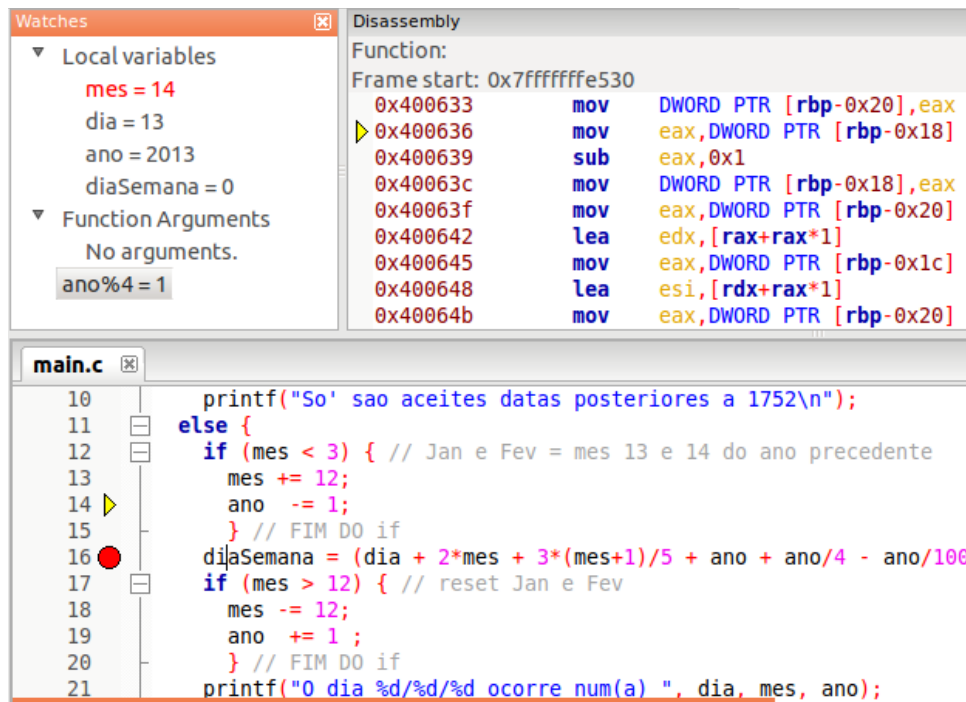 Watches
Local variables
mes = 14
dia = 13
ano = 2013
diaSemana = 0
Function Arguments
No arguments.
ano%4 = 1
Disassembly
Function:
Frame start: 0x7fffffffe530
0x400633 mov DWORD PTR [rbp-0x20],eax
0x400636 mov eax,DWORD PTR [rbp-0x18]
0x400639 sub eax,0x1
0x40063c mov DWORD PTR [rbp-0x18],eax
0x40063f mov eax,DWORD PTR [rbp-0x20]
0x400642 lea edx,[rax+rax*1]
0x400645 mov eax,DWORD PTR [rbp-0x1c]
0x400648 lea esi,[rdx+rax*1]
0x40064b mov eax,DWORD PTR [rbp-0x20]
main.c
10 printf("So' sao aceites datas posteriores a 1752\n");
11 else {
12 if (mes < 3) { // Jan e Fev = mes 13 e 14 do ano precedente
13 mes += 12;
14 ano -= 1;
15 } // FIM DO if
16 diaSemana = (dia + 2*mes + 3*(mes+1)/5 + ano + ano/4 - ano/100
17 if (mes > 12) { // reset Jan e Fev
18 mes -= 12;
19 ano += 1 ;
20 } // FIM DO if
21 printf("O dia %d/%d/%d ocorre num(a) ", dia, mes, ano);